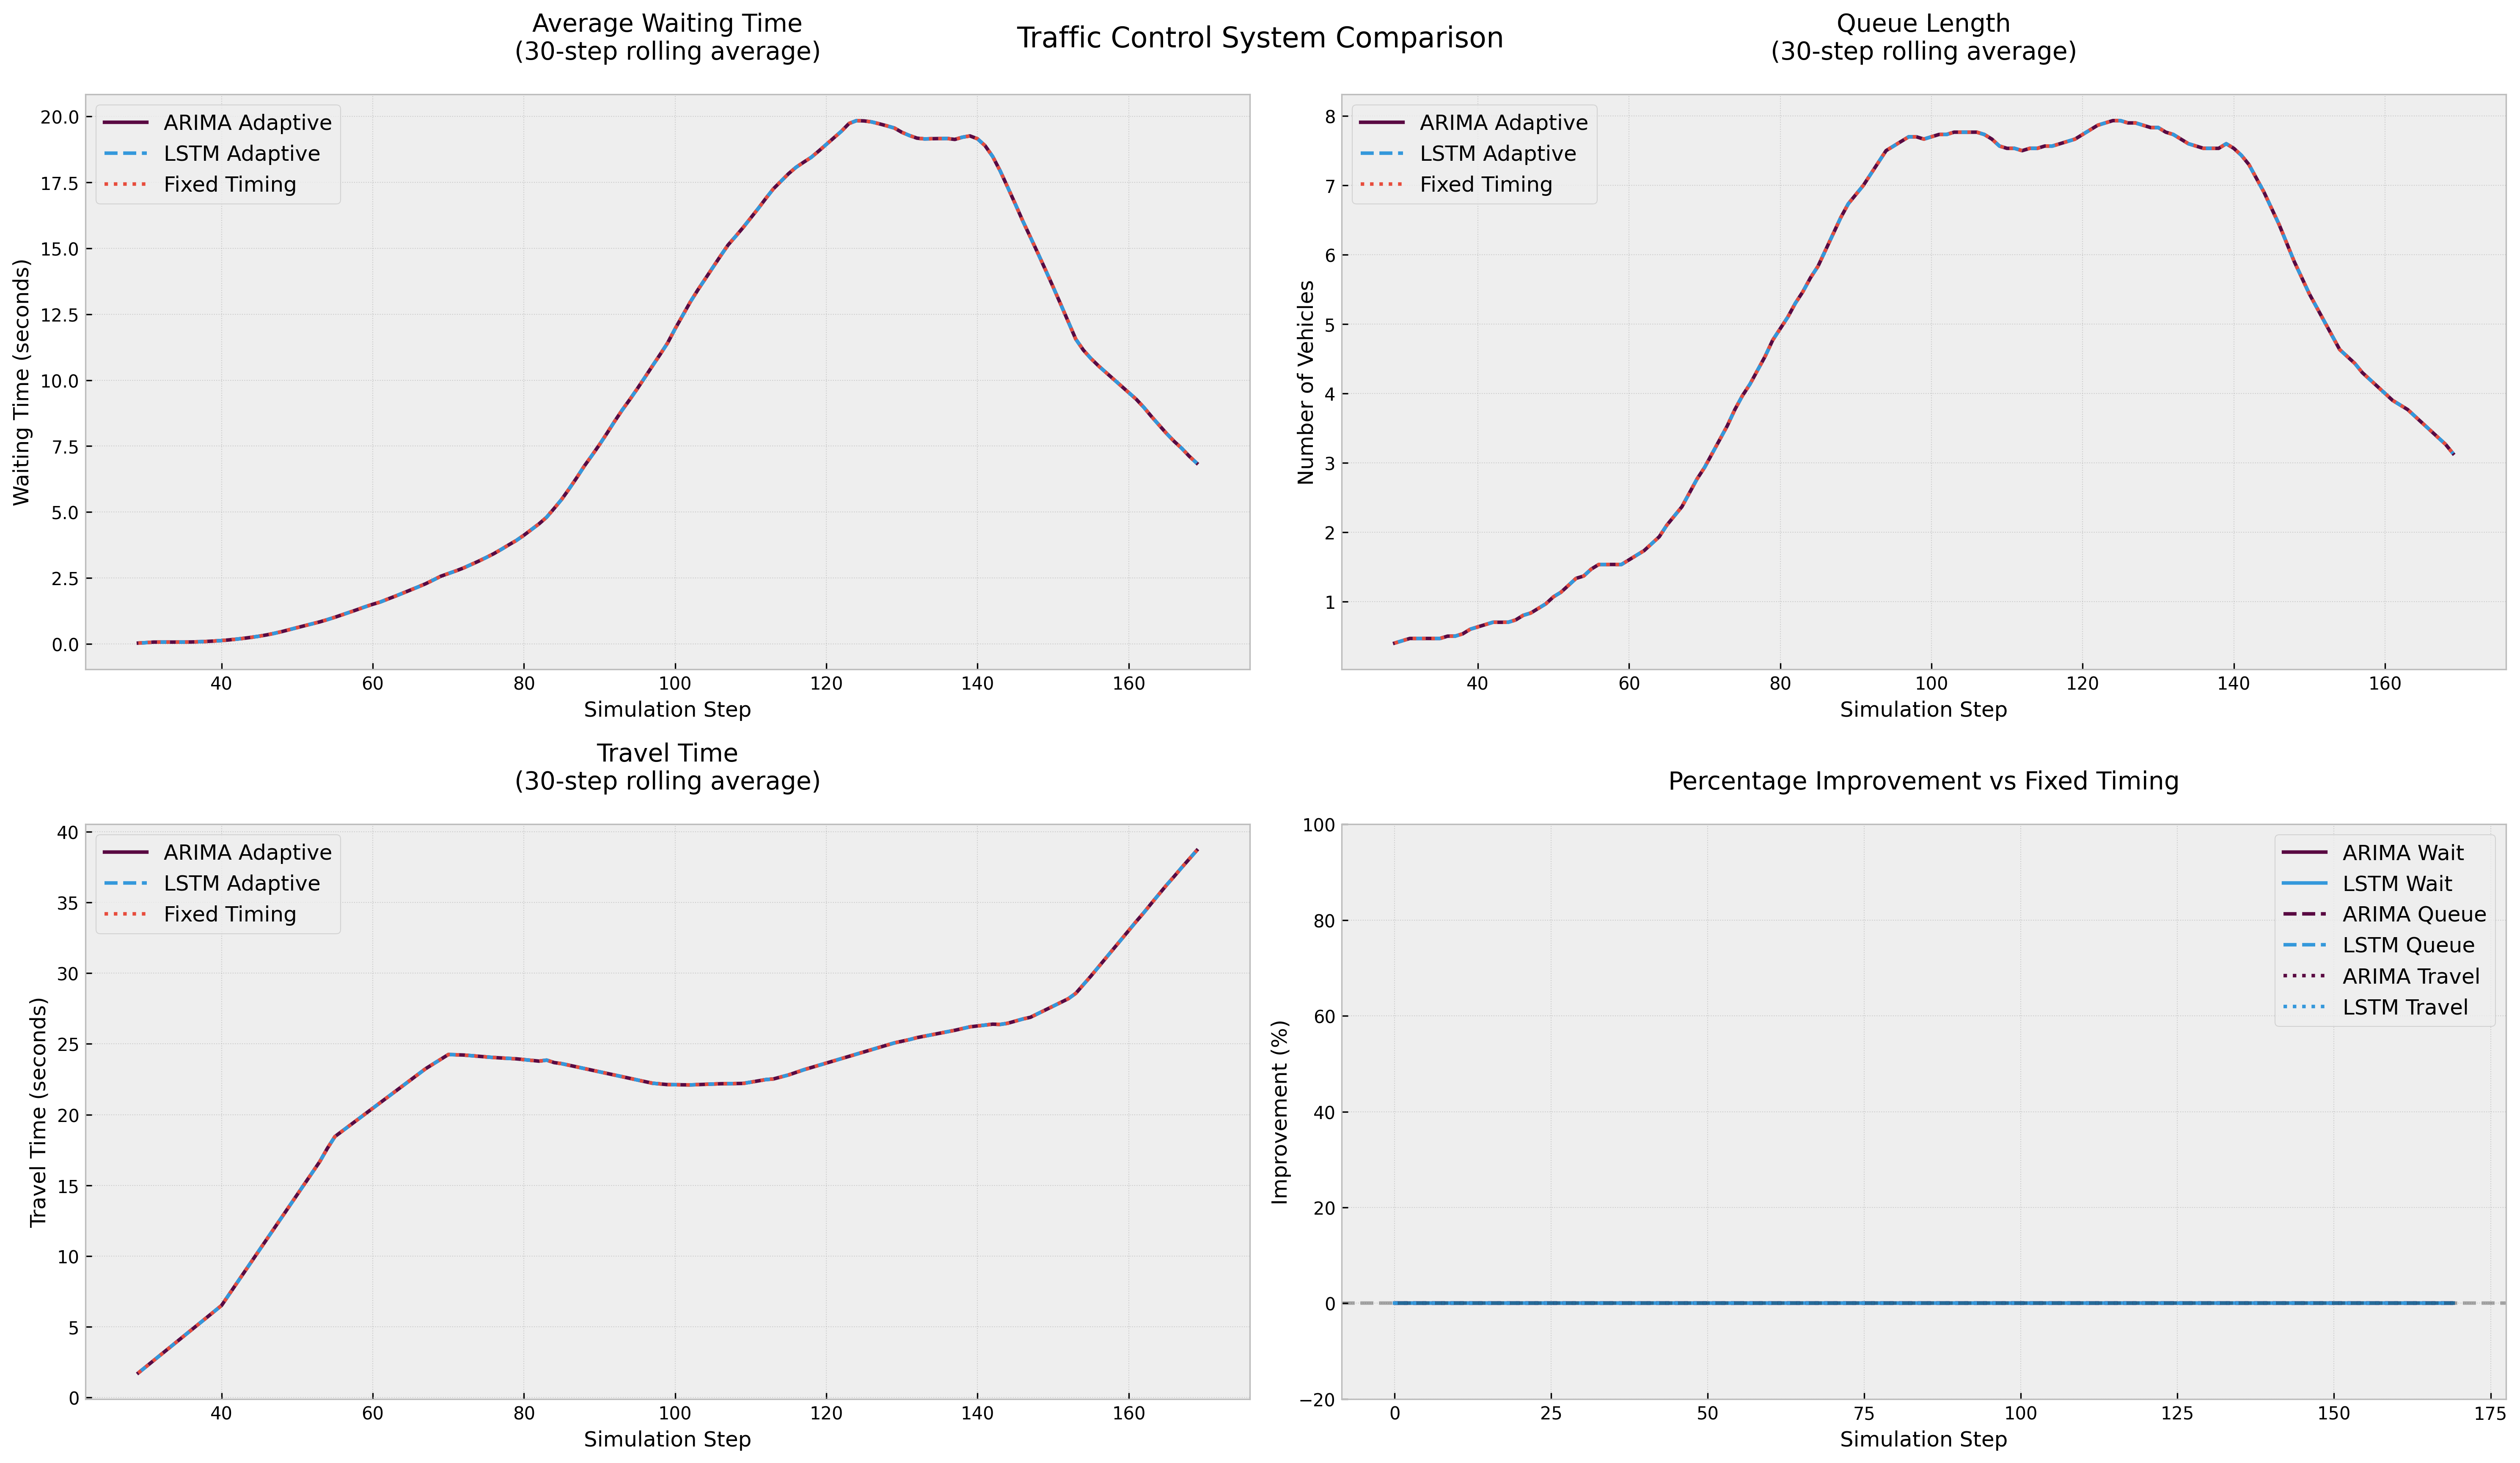 Traffic Control System Comparison
Average Waiting Time
(30-step rolling average)
ARIMA Adaptive
LSTM Adaptive
Fixed Timing
Waiting Time (seconds)
20.0
17.5
15.0
12.5
10.0
7.5
5.0
2.5
0.0
40 60 80 100 120 140 160
Simulation Step
Queue Length
(30-step rolling average)
ARIMA Adaptive
LSTM Adaptive
Fixed Timing
Number of Vehicles
8
7
6
5
4
3
2
1
40 60 80 100 120 140 160
Simulation Step
Travel Time
(30-step rolling average)
ARIMA Adaptive
LSTM Adaptive
Fixed Timing
Travel Time (seconds)
40
35
30
25
20
15
10
5
0
40 60 80 100 120 140 160
Simulation Step
Percentage Improvement vs Fixed Timing
ARIMA Wait
LSTM Wait
ARIMA Queue
LSTM Queue
ARIMA Travel
LSTM Travel
Improvement (%)
100
80
60
40
20
0
−20
0 25 50 75 100 125 150 175
Simulation Step